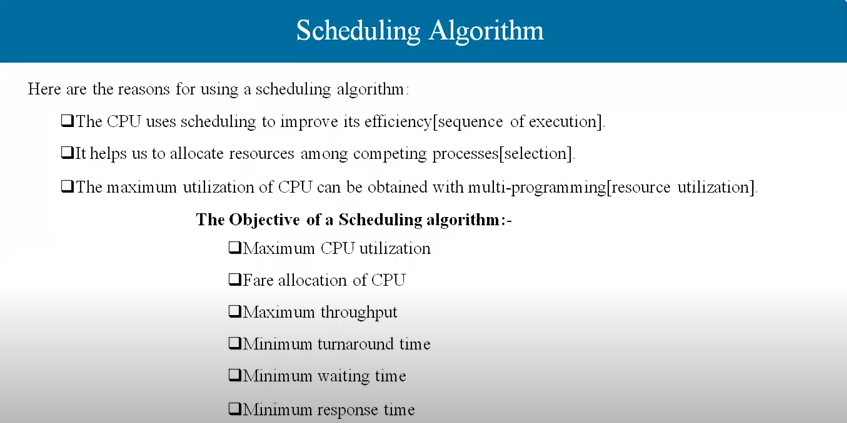 Scheduling Algorithm
Here are the reasons for using a scheduling algorithm:
❑The CPU uses scheduling to improve its efficiency[sequence of execution].
❑It helps us to allocate resources among competing processes[selection].
❑The maximum utilization of CPU can be obtained with multi-programming[resource utilization].
The Objective of a Scheduling algorithm:-
❑Maximum CPU utilization
❑Fare allocation of CPU
❑Maximum throughput
❑Minimum turnaround time
❑Minimum waiting time
❑Minimum response time